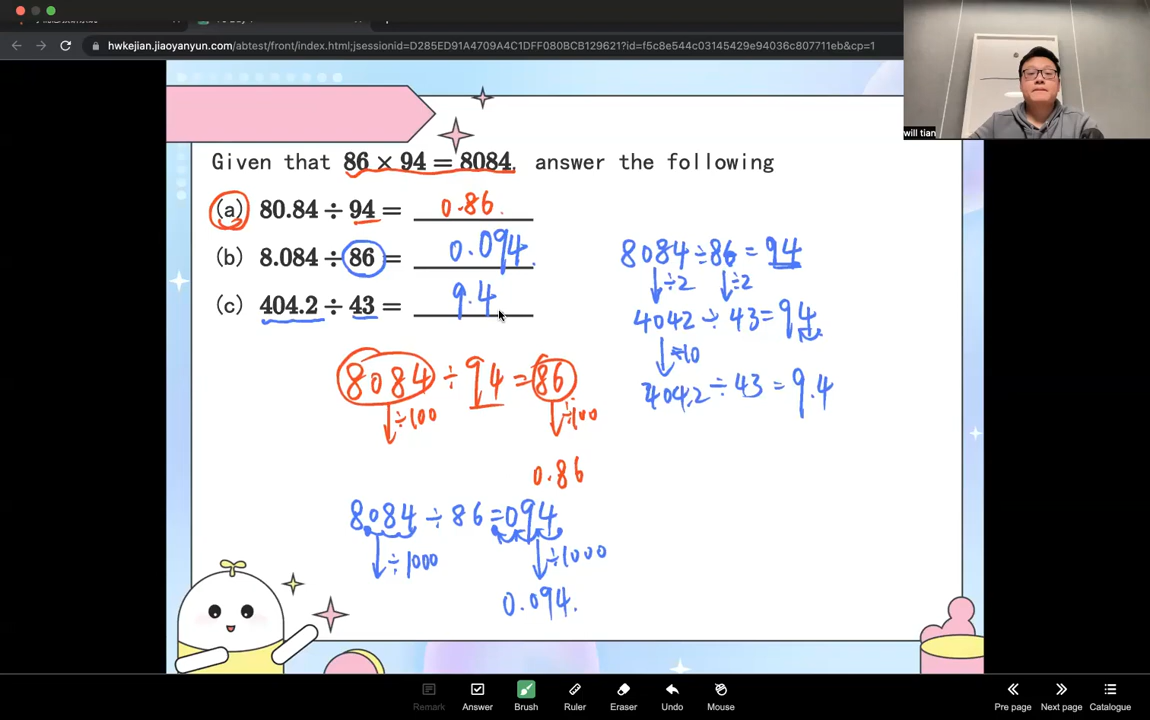 hwkejian.jiaoyanyun.com/abtest/front/index.html;jsessionid=D285ED91A4709A4C1DFF080BCB129621?id=f5c8e544c03145429e94036c807711eb&cp=1
will tian
Given that 86 × 94 = 8084, answer the following
(a) 80.84 ÷ 94 = 0.86
(b) 8.084 ÷ 86 = 0.094
(c) 404.2 ÷ 43 = 9.4
8084 ÷ 86 = 94
÷2 ÷2
4042 ÷ 43 = 94
÷10
404.2 ÷ 43 = 9.4
8084 ÷ 94 = 86
÷100 ÷100
0.86
8084 ÷ 86 = 094
÷1000 ÷1000
0.094.
Remark Answer Brush Ruler Eraser Undo Mouse Pre page Next page Catalogue